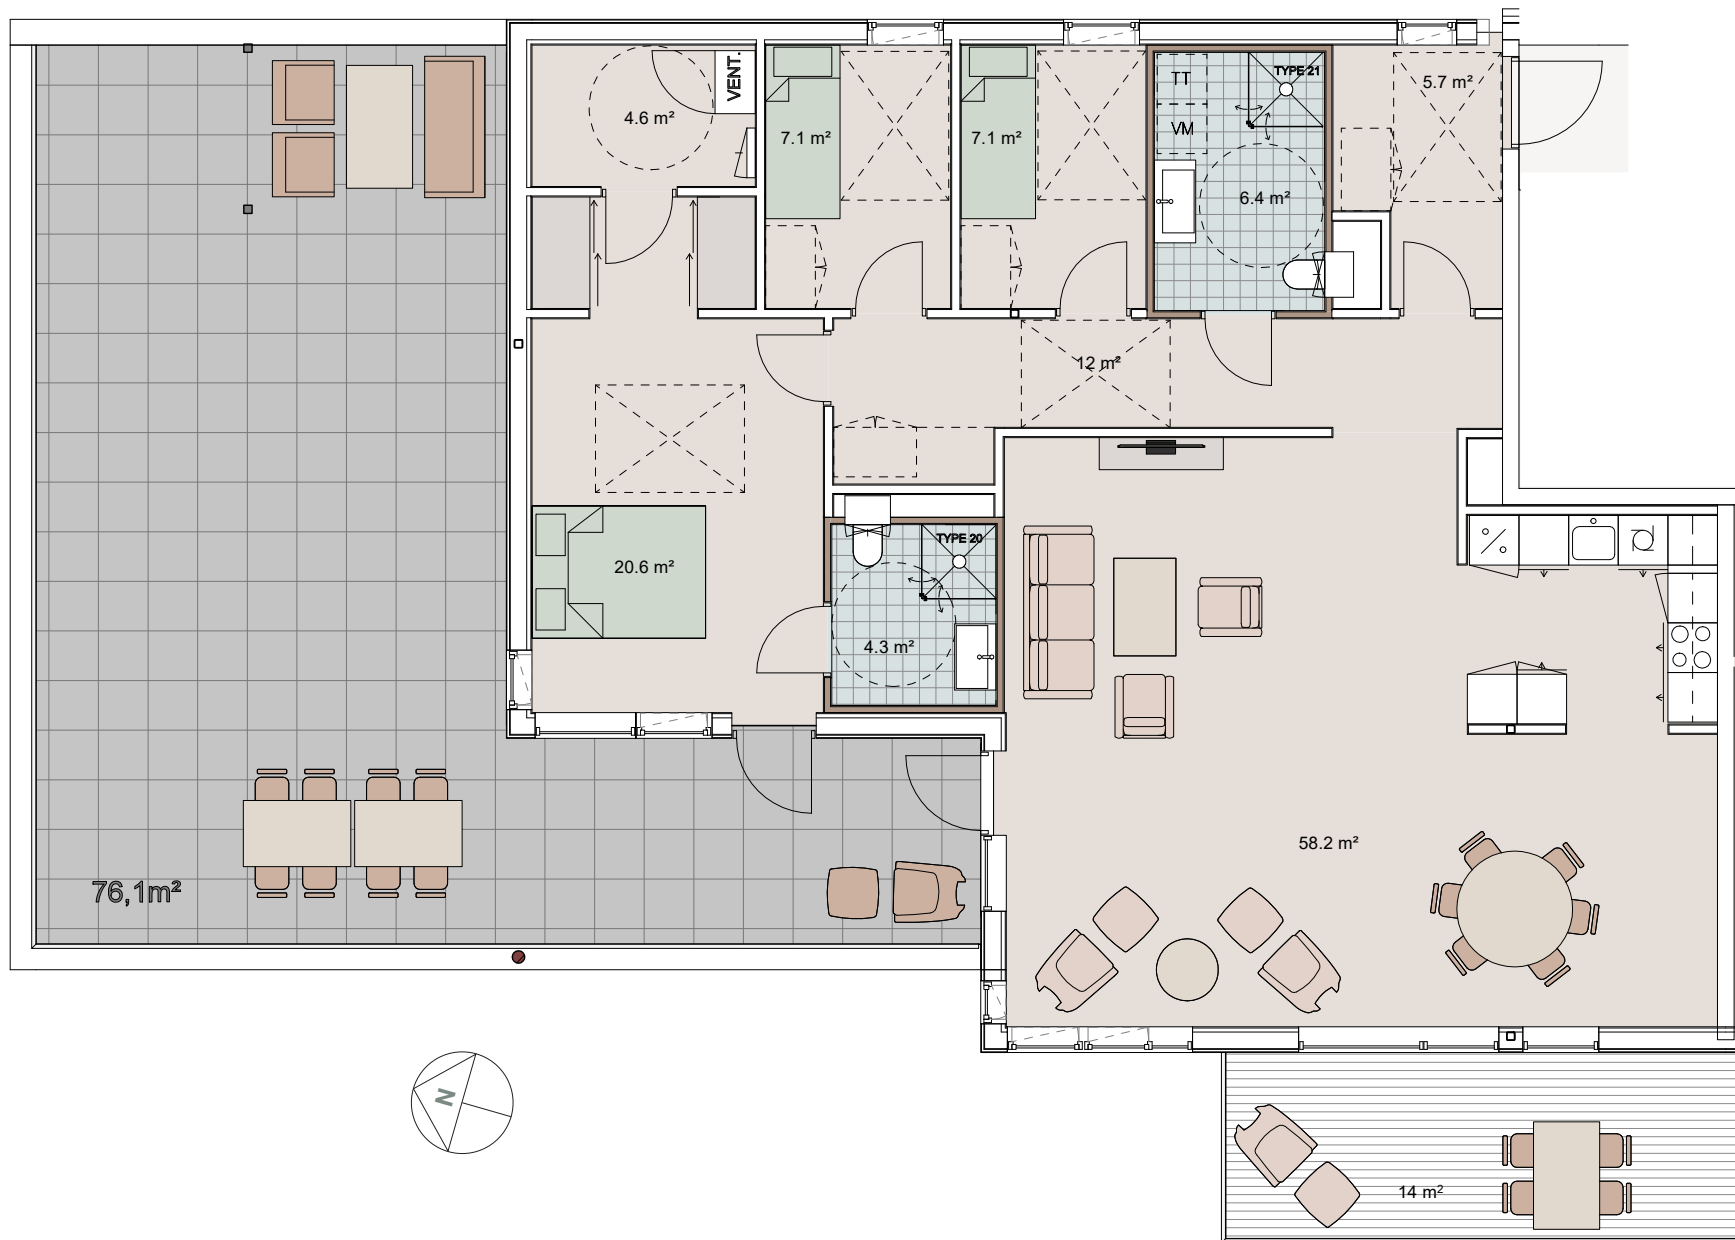 VENT.
TYPE 21
TT
5.7 m²
4.6 m²
7.1 m²
7.1 m²
VM
6.4 m²
12 m²
TYPE 20
20.6 m²
4.3 m²
58.2 m²
76,1m²
N
14 m²